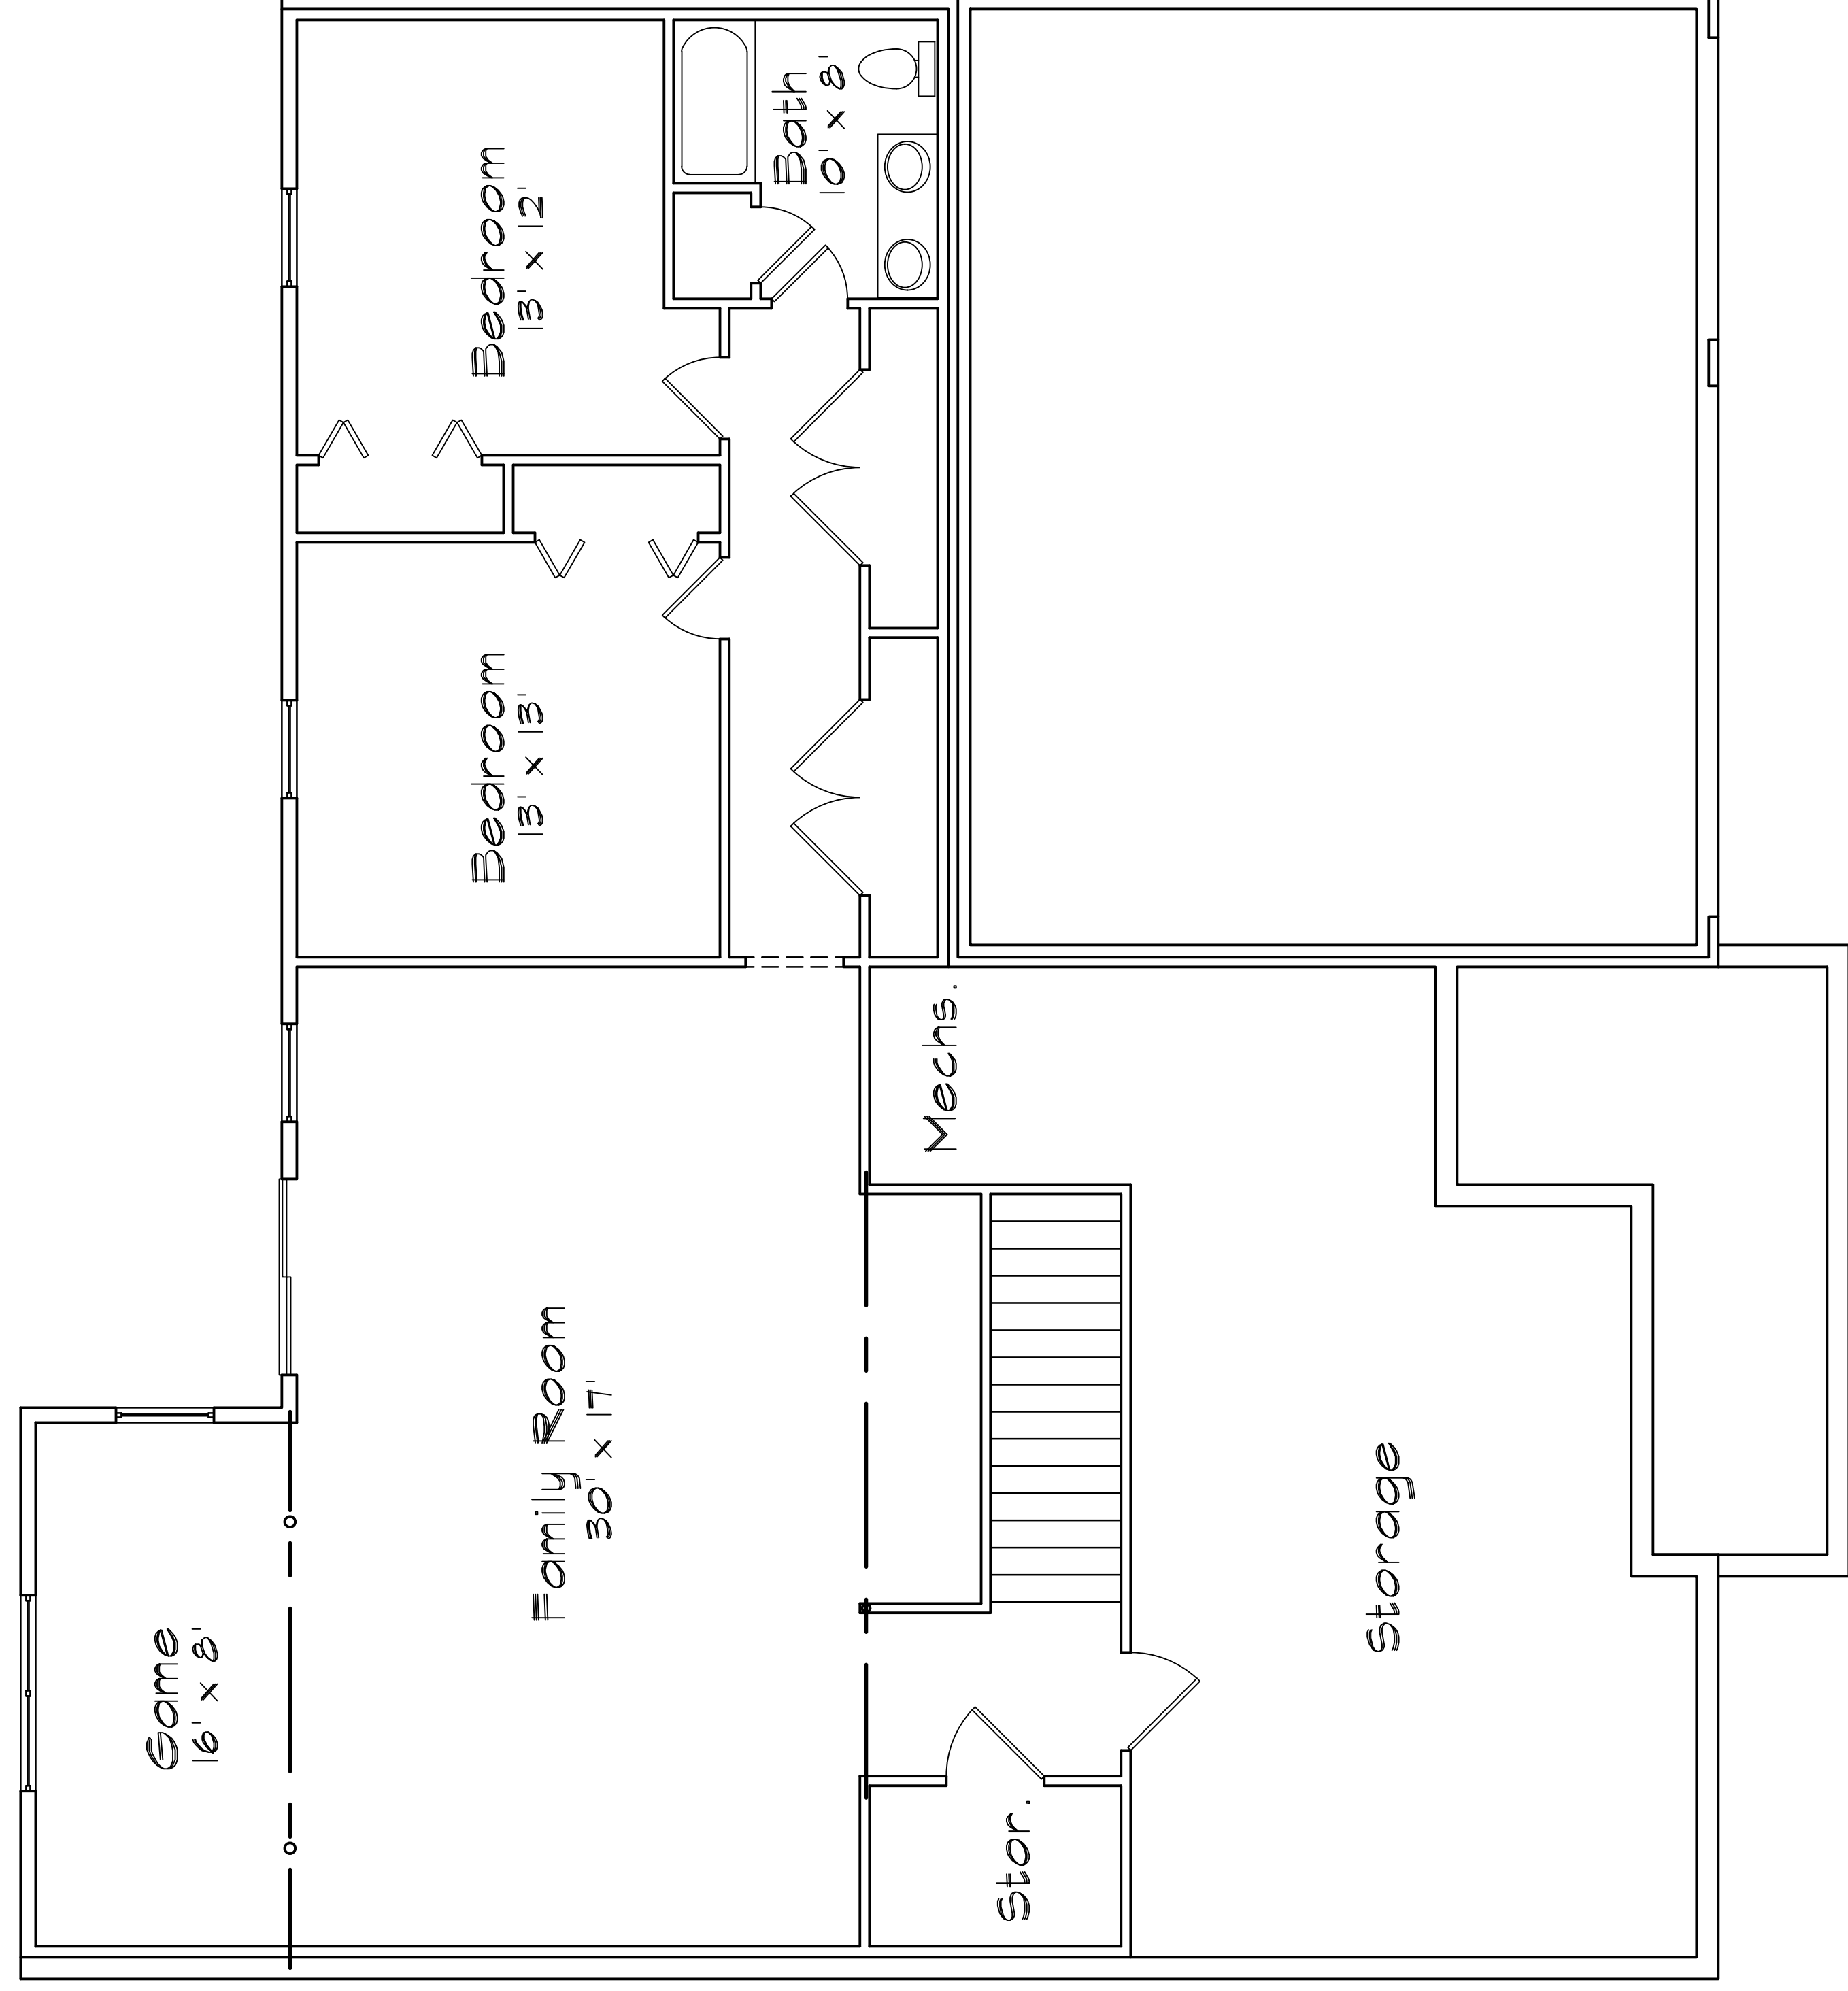 Bedroom
13' x 12'
Bath
10' x 8'
Bedroom
13' x 13'
Mechs.
Family Room
30' x 17'
Game
16' x 8'
Storage
Stor.